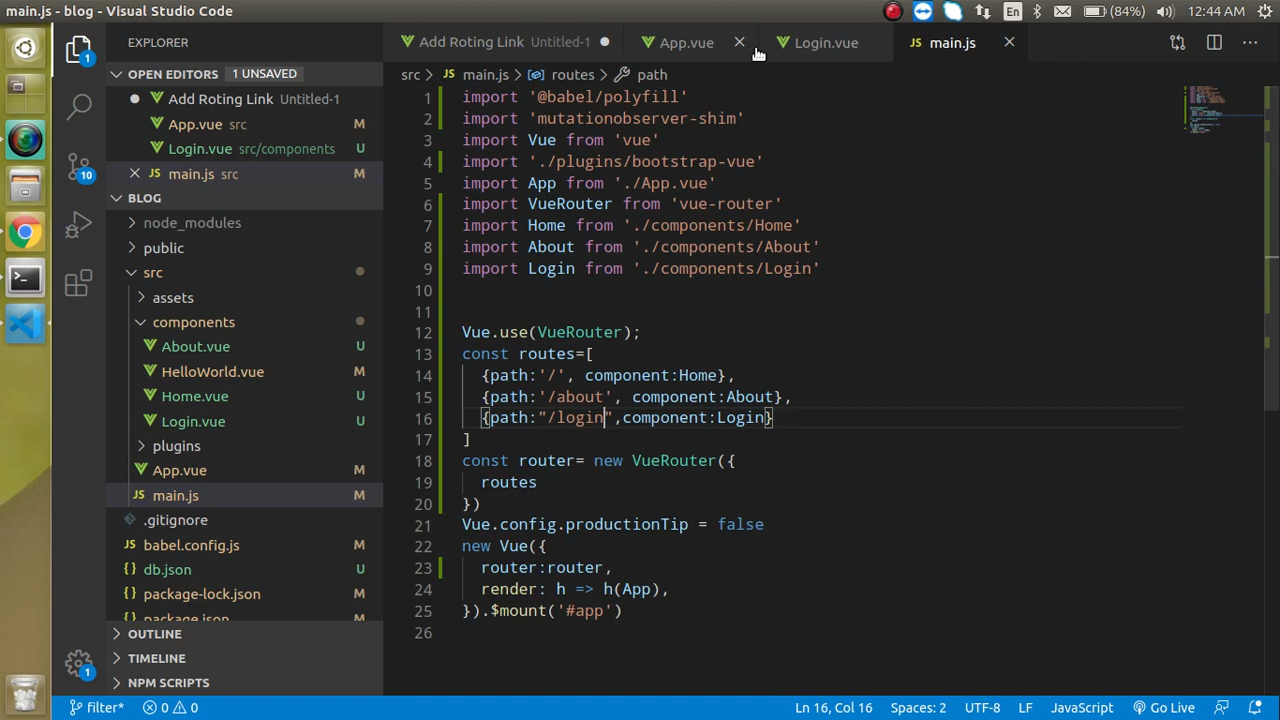 main.js - blog - Visual Studio Code
En
(84%)
12:44 AM
EXPLORER
OPEN EDITORS 1 UNSAVED
Add Roting Link Untitled-1
App.vue src M
Login.vue src/components U
main.js src M
BLOG
node_modules
public
src
assets
components
About.vue U
HelloWorld.vue M
Home.vue U
Login.vue U
plugins
App.vue M
main.js M
.gitignore
babel.config.js M
db.json U
package-lock.json M
package.json M
OUTLINE
TIMELINE
NPM SCRIPTS
10
1
Add Roting Link Untitled-1
App.vue
Login.vue
JS main.js
src > JS main.js > routes > path
1 import '@babel/polyfill'
2 import 'mutationobserver-shim'
3 import Vue from 'vue'
4 import './plugins/bootstrap-vue'
5 import App from './App.vue'
6 import VueRouter from 'vue-router'
7 import Home from './components/Home'
8 import About from './components/About'
9 import Login from './components/Login'
10
11
12 Vue.use(VueRouter);
13 const routes=[
14 {path:'/', component:Home},
15 {path:'/about', component:About},
16 {path:"/login",component:Login}
17 ]
18 const router= new VueRouter({
19 routes
20 })
21 Vue.config.productionTip = false
22 new Vue({
23 router:router,
24 render: h => h(App),
25 }).$mount('#app')
26
filter*
0 0
Ln 16, Col 16
Spaces: 2
UTF-8
LF
JavaScript
Go Live